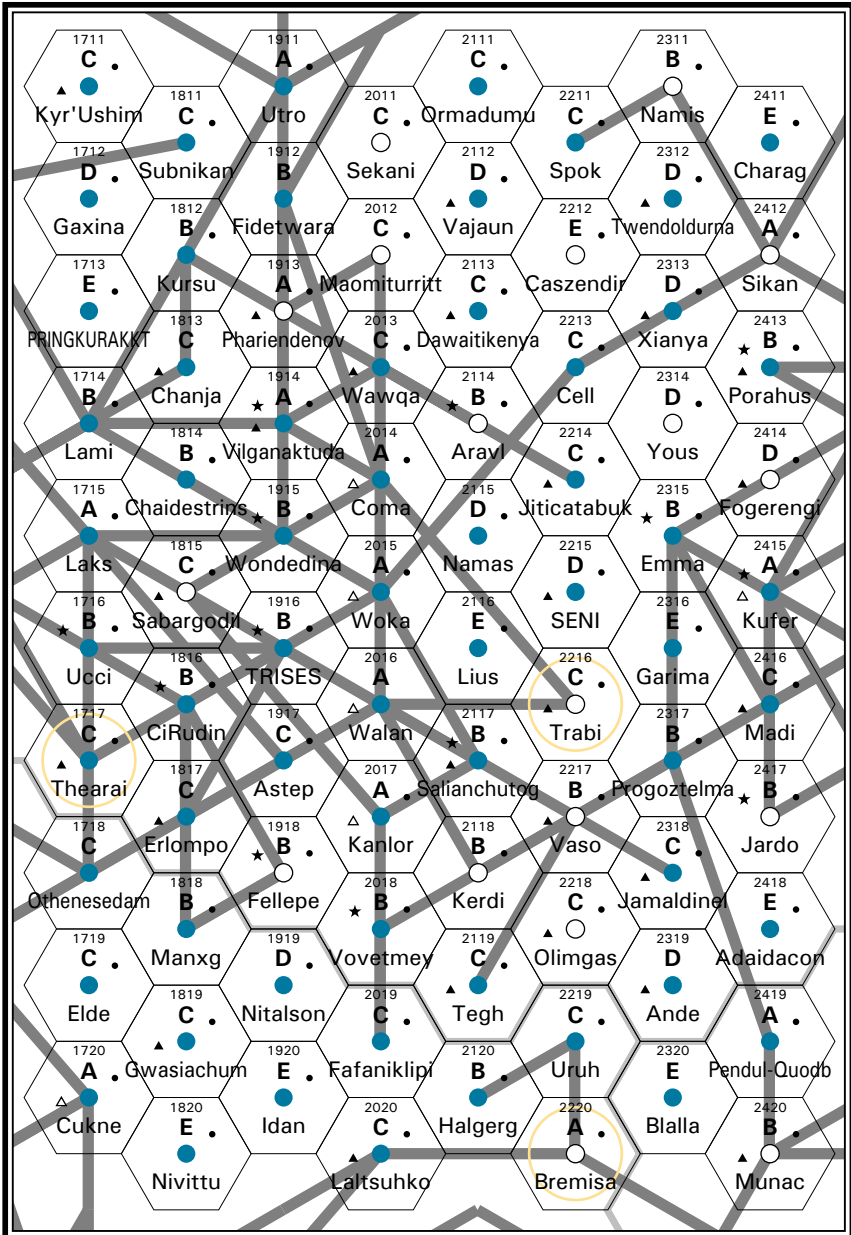 1711
C
Kyr'Ushim
1911
A
Utro
2111
C
Ormadumu
2311
B
Namis
1811
C
Subnikan
2011
C
Sekani
2211
C
Spok
2411
E
Charag
1712
D
Gaxina
1912
B
Fidetwara
2112
D
Vajaun
2312
D
Twendoldurna
1812
B
Kursu
2012
C
Maomiturritt
2212
E
Caszendir
2412
A
Sikan
1713
E
PRINGKURAKKT
1913
A
Phariendenov
2113
C
Dawaitikenya
2313
D
Xianya
1813
C
Chanja
2013
C
Wawqa
2213
C
Cell
2413
B
Porahus
1714
B
Lami
1914
A
Vilganaktuda
2114
B
Aravl
2314
D
Yous
1814
B
Chaidestrins
2014
A
Coma
2214
C
Jiticatabuk
2414
D
Fogerengi
1715
A
Laks
1915
B
Wondedina
2115
D
Namas
2315
B
Emma
1815
C
Sabargodil
2015
A
Woka
2215
D
SENI
2415
A
Kufer
1716
B
Ucci
1916
B
TRISES
2116
E
Lius
2316
E
Garima
1816
B
CiRudin
2016
A
Walan
2216
C
Trabi
2416
C
Madi
1717
C
Thearai
1917
C
Astep
2117
B
Salianchutog
2317
B
Progoztelma
1817
C
Erlompo
2017
A
Kanlor
2217
B
Vaso
2417
B
Jardo
1718
C
Othenesedam
1918
B
Fellepe
2118
B
Kerdi
2318
C
Jamaldinel
1818
B
Manxg
2018
B
Vovetmey
2218
C
Olimgas
2418
E
Adaidacon
1719
C
Elde
1919
D
Nitalson
2119
C
Tegh
2319
D
Ande
1819
C
Gwasiachum
2019
C
Fafaniklipi
2219
C
Uruh
2419
A
Pendul-Quodb
1720
A
Cukne
1920
E
Idan
2120
B
Halgerg
2320
E
Blalla
1820
E
Nivittu
2020
C
Laltsuhko
2220
A
Bremisa
2420
B
Munac